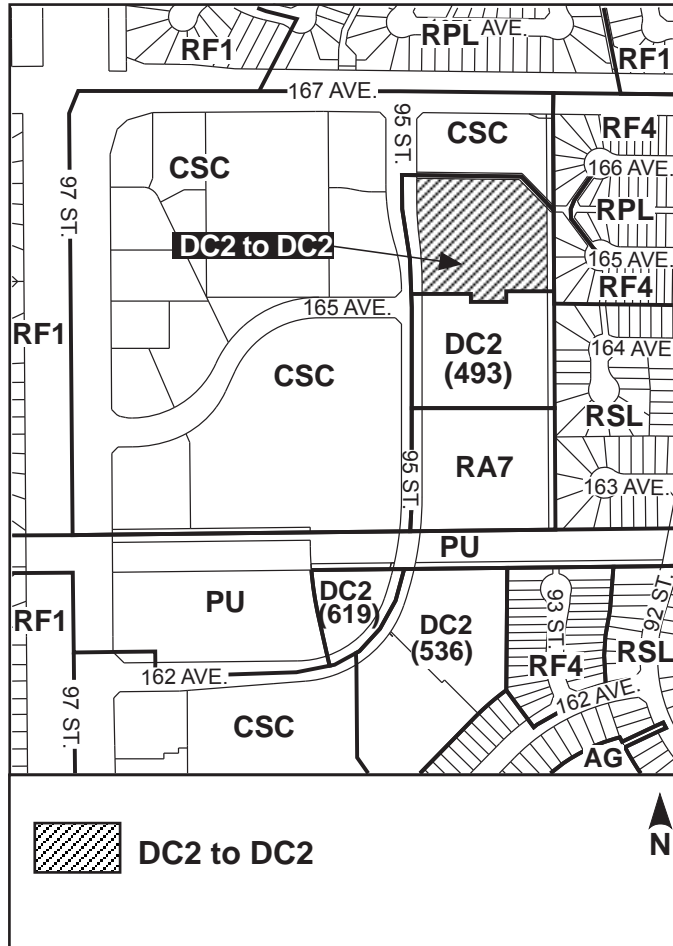 RF1
RPL
AVE.
RF1
167 AVE.
95 ST.
CSC
CSC
RF4
97 ST.
166 AVE.
RPL
DC2 to DC2
165 AVE.
RF4
165 AVE.
RF1
DC2
(493)
164 AVE
CSC
RSL
95 ST.
RA7
163 AVE.
PU
PU
DC2
(619)
DC2
(536)
RF1
93 ST.
92 ST.
RF4
RSL
162 AVE.
162 AVE.
97 ST.
CSC
AG
DC2 to DC2
N